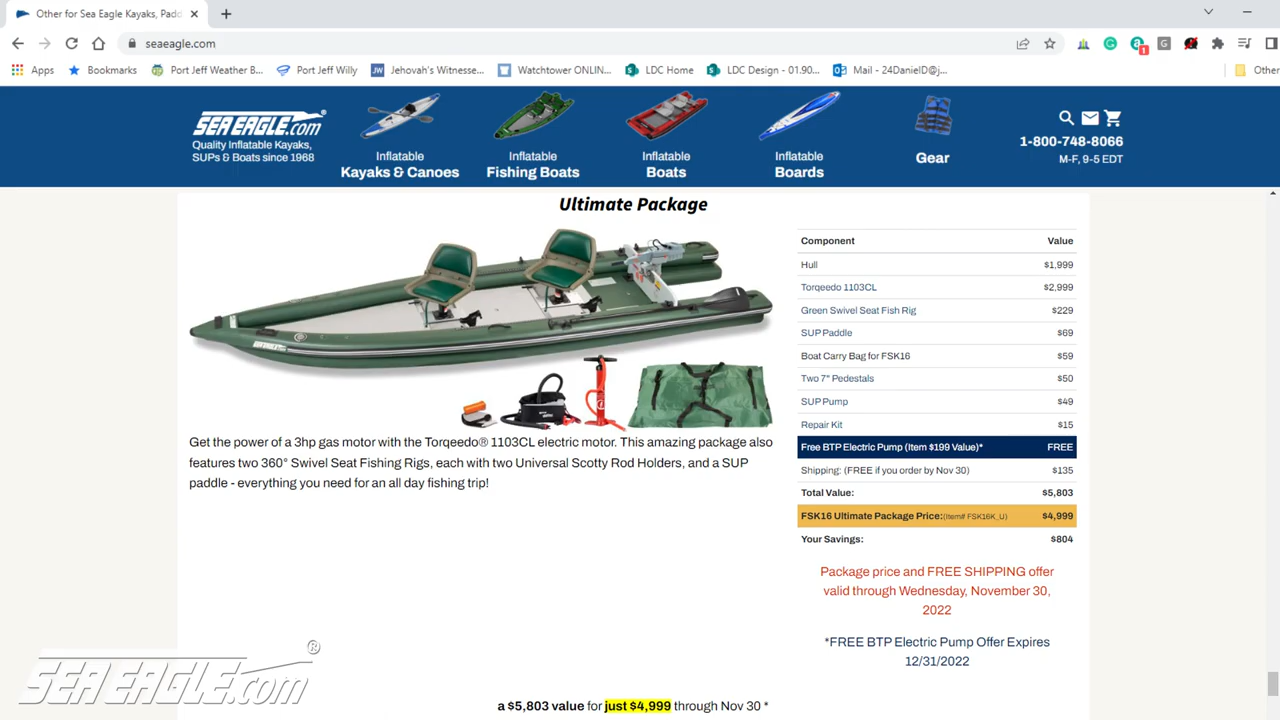 Other for Sea Eagle Kayaks, Padd
seaeagle.com
1
G
Apps
Bookmarks
Port Jeff Weather B...
Port Jeff Willy
JW
Jehovah's Witnesse...
Watchtower ONLIN...
LDC Home
LDC Design - 01.90...
Mail - 24DanielD@j...
Other
SEA EAGLE.com®
Quality Inflatable Kayaks,
SUPs & Boats since 1968
Inflatable
Kayaks & Canoes
Inflatable
Fishing Boats
Inflatable
Boats
Inflatable
Boards
Gear
1-800-748-8066
M-F, 9-5 EDT
Ultimate Package
Get the power of a 3hp gas motor with the Torqeedo® 1103CL electric motor. This amazing package also
features two 360° Swivel Seat Fishing Rigs, each with two Universal Scotty Rod Holders, and a SUP
paddle - everything you need for an all day fishing trip!
Component Value
Hull $1,999
Torqeedo 1103CL $2,999
Green Swivel Seat Fish Rig $229
SUP Paddle $69
Boat Carry Bag for FSK16 $59
Two 7" Pedestals $50
SUP Pump $49
Repair Kit $15
Free BTP Electric Pump (Item $199 Value)* FREE
Shipping: (FREE if you order by Nov 30) $135
Total Value: $5,803
FSK16 Ultimate Package Price:(Item# FSK16K_U) $4,999
Your Savings: $804
Package price and FREE SHIPPING offer
valid through Wednesday, November 30,
2022
*FREE BTP Electric Pump Offer Expires
12/31/2022
a $5,803 value for just $4,999 through Nov 30 *
SEA EAGLE.com®